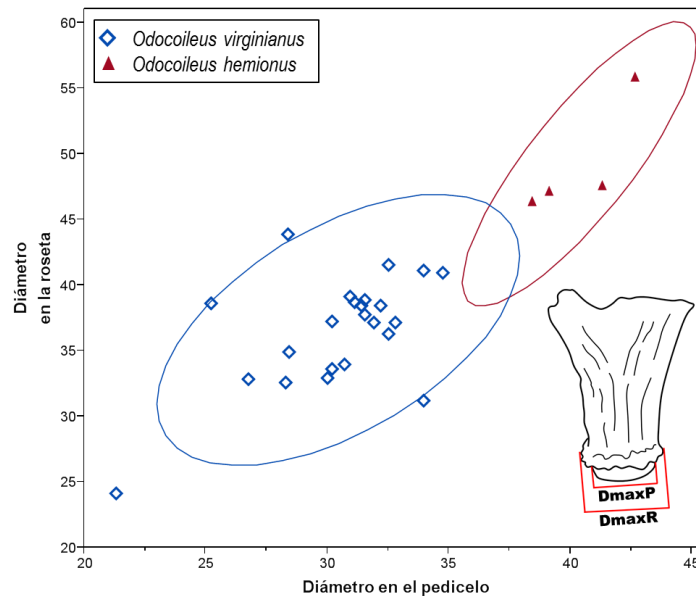 60
55
50
45
40
35
30
25
20
Diámetro
en la roseta
Odocoileus virginianus
Odocoileus hemionus
DmaxP
DmaxR
20
25
30
35
40
45
Diámetro en el pedicelo